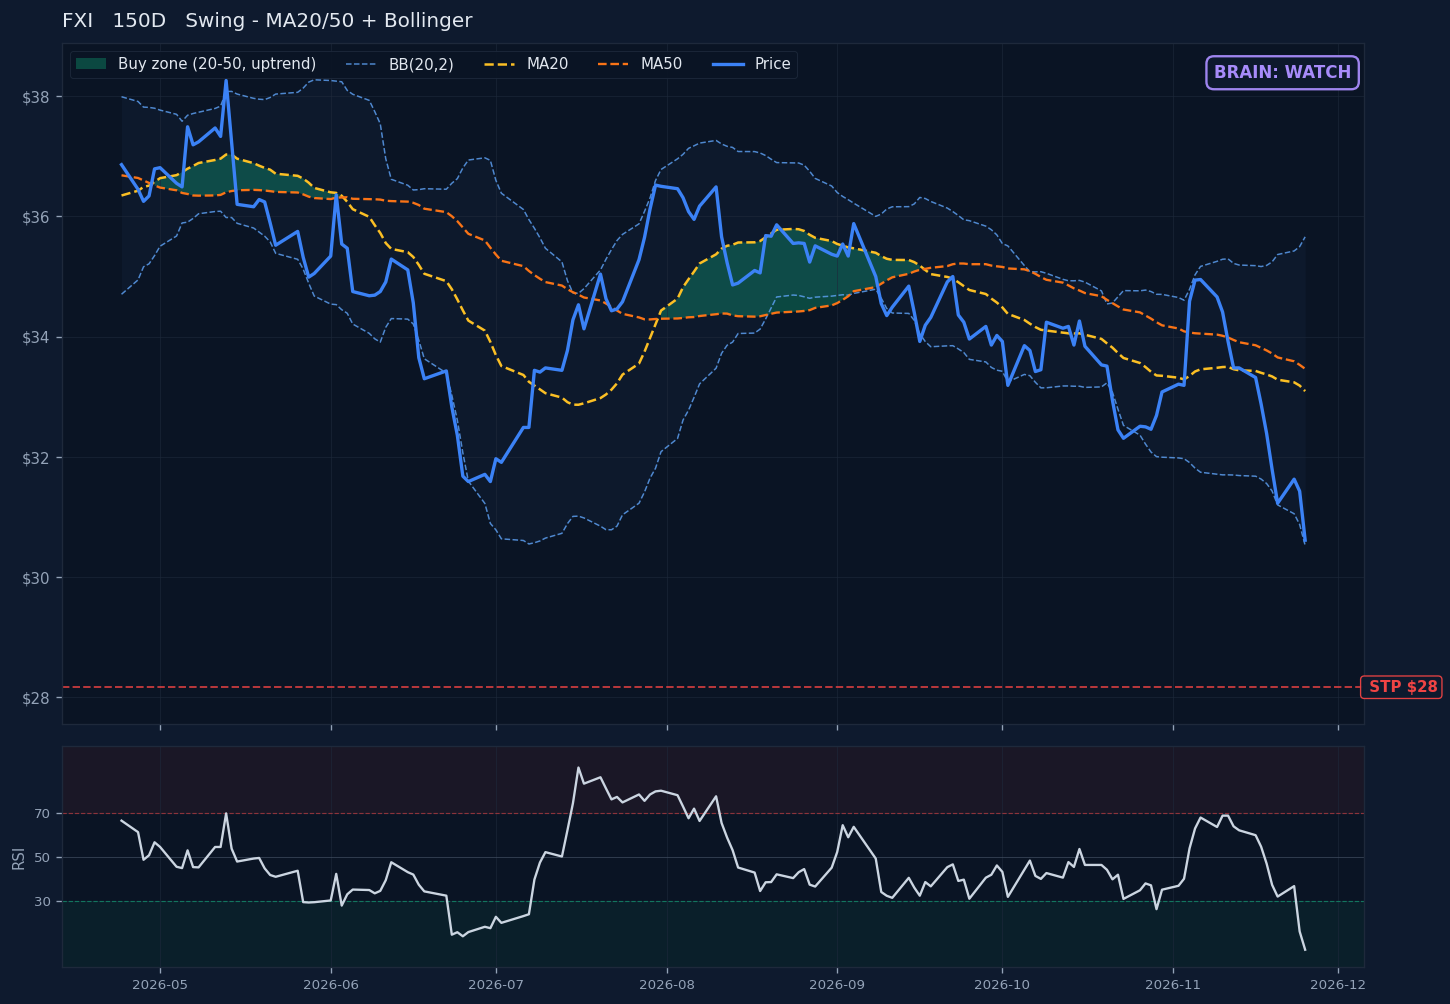 FXI   150D   Swing - MA20/50 + Bollinger
Buy zone (20-50, uptrend)
BB(20,2)
MA20
MA50
Price
BRAIN: WATCH
$38
$36
$34
$32
$30
$28
STP $28
RSI
70
50
30
2026-05
2026-06
2026-07
2026-08
2026-09
2026-10
2026-11
2026-12